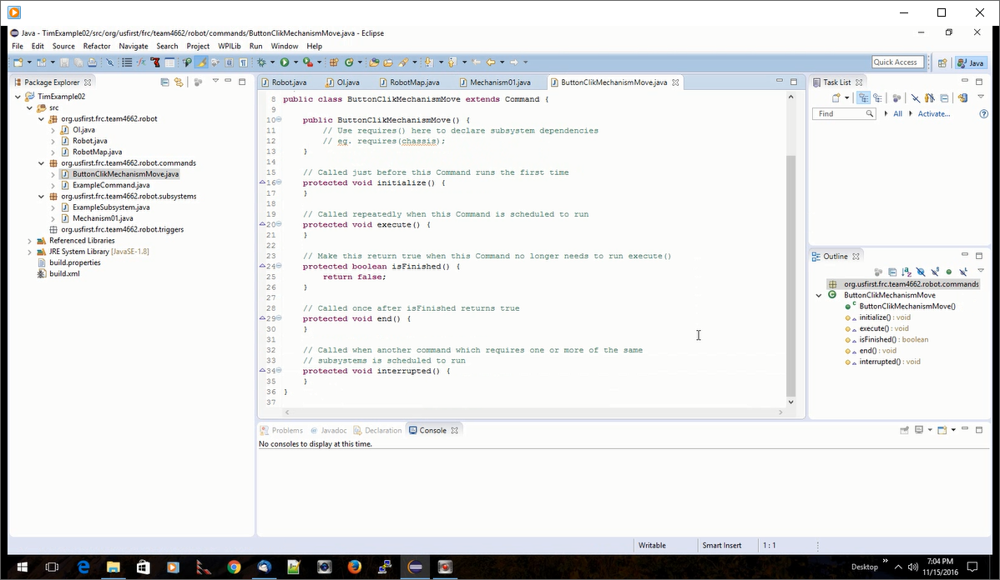 Java - TimExample02/src/org/usfirst/frc/team4662/robot/commands/ButtonClikMechanismMove.java - Eclipse
File Edit Source Refactor Navigate Search Project WPILib Run Window Help
Quick Access
Java
Package Explorer
TimExample02
src
org.usfirst.frc.team4662.robot
OI.java
Robot.java
RobotMap.java
org.usfirst.frc.team4662.robot.commands
ButtonClikMechanismMove.java
ExampleCommand.java
org.usfirst.frc.team4662.robot.subsystems
ExampleSubsystem.java
Mechanism01.java
org.usfirst.frc.team4662.robot.triggers
Referenced Libraries
JRE System Library [JavaSE-1.8]
build.properties
build.xml
Robot.java OI.java RobotMap.java Mechanism01.java ButtonClikMechanismMove.java
8 public class ButtonClikMechanismMove extends Command {
9
10 public ButtonClikMechanismMove() {
11 // Use requires() here to declare subsystem dependencies
12 // eg. requires(chassis);
13 }
14
15 // Called just before this Command runs the first time
16 protected void initialize() {
17 }
18
19 // Called repeatedly when this Command is scheduled to run
20 protected void execute() {
21 }
22
23 // Make this return true when this Command no longer needs to run execute()
24 protected boolean isFinished() {
25 return false;
26 }
27
28 // Called once after isFinished returns true
29 protected void end() {
30 }
31
32 // Called when another command which requires one or more of the same
33 // subsystems is scheduled to run
34 protected void interrupted() {
35 }
36 }
37
Task List
Find All Activate...
Outline
org.usfirst.frc.team4662.robot.commands
ButtonClikMechanismMove
ButtonClikMechanismMove()
initialize() : void
execute() : void
isFinished() : boolean
end() : void
interrupted() : void
Problems Javadoc Declaration Console
No consoles to display at this time.
Writable Smart Insert 1 : 1
Desktop
7:04 PM
11/15/2016